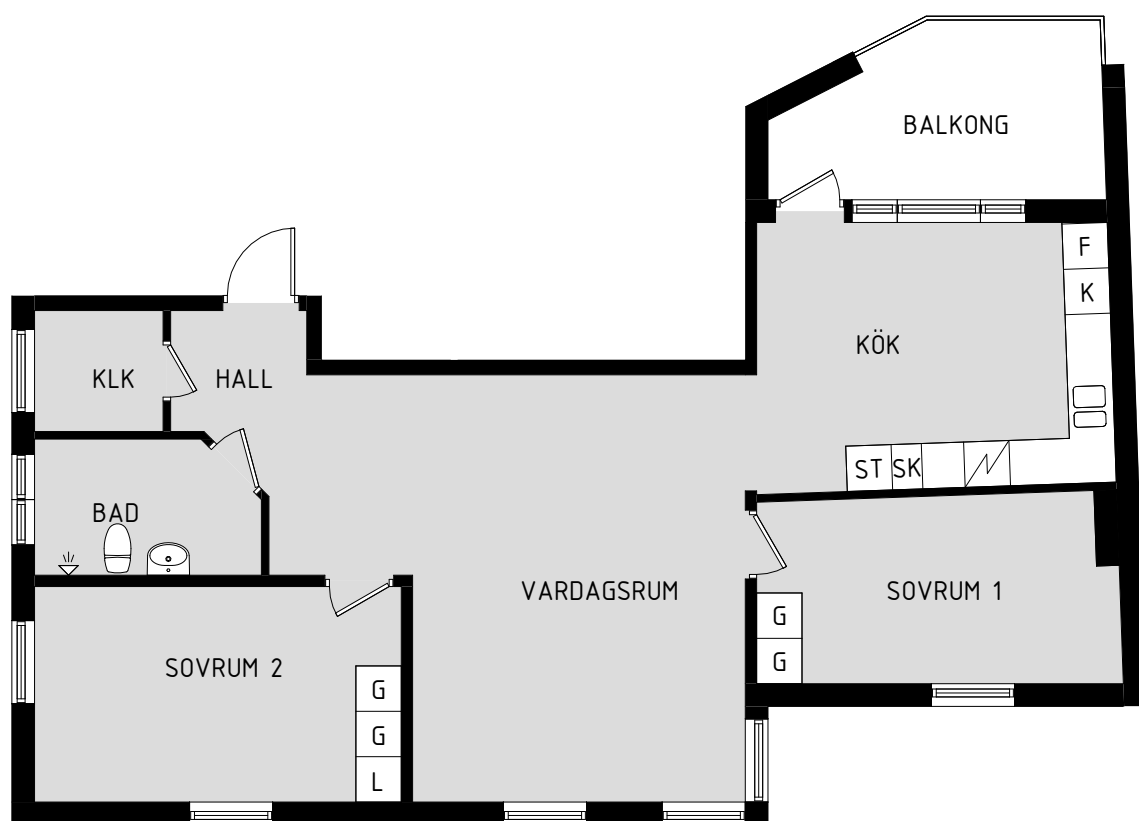 BALKONG
F
K
KÖK
KLK
HALL
ST SK
BAD
VARDAGSRUM
SOVRUM 1
G
G
SOVRUM 2
G
G
L